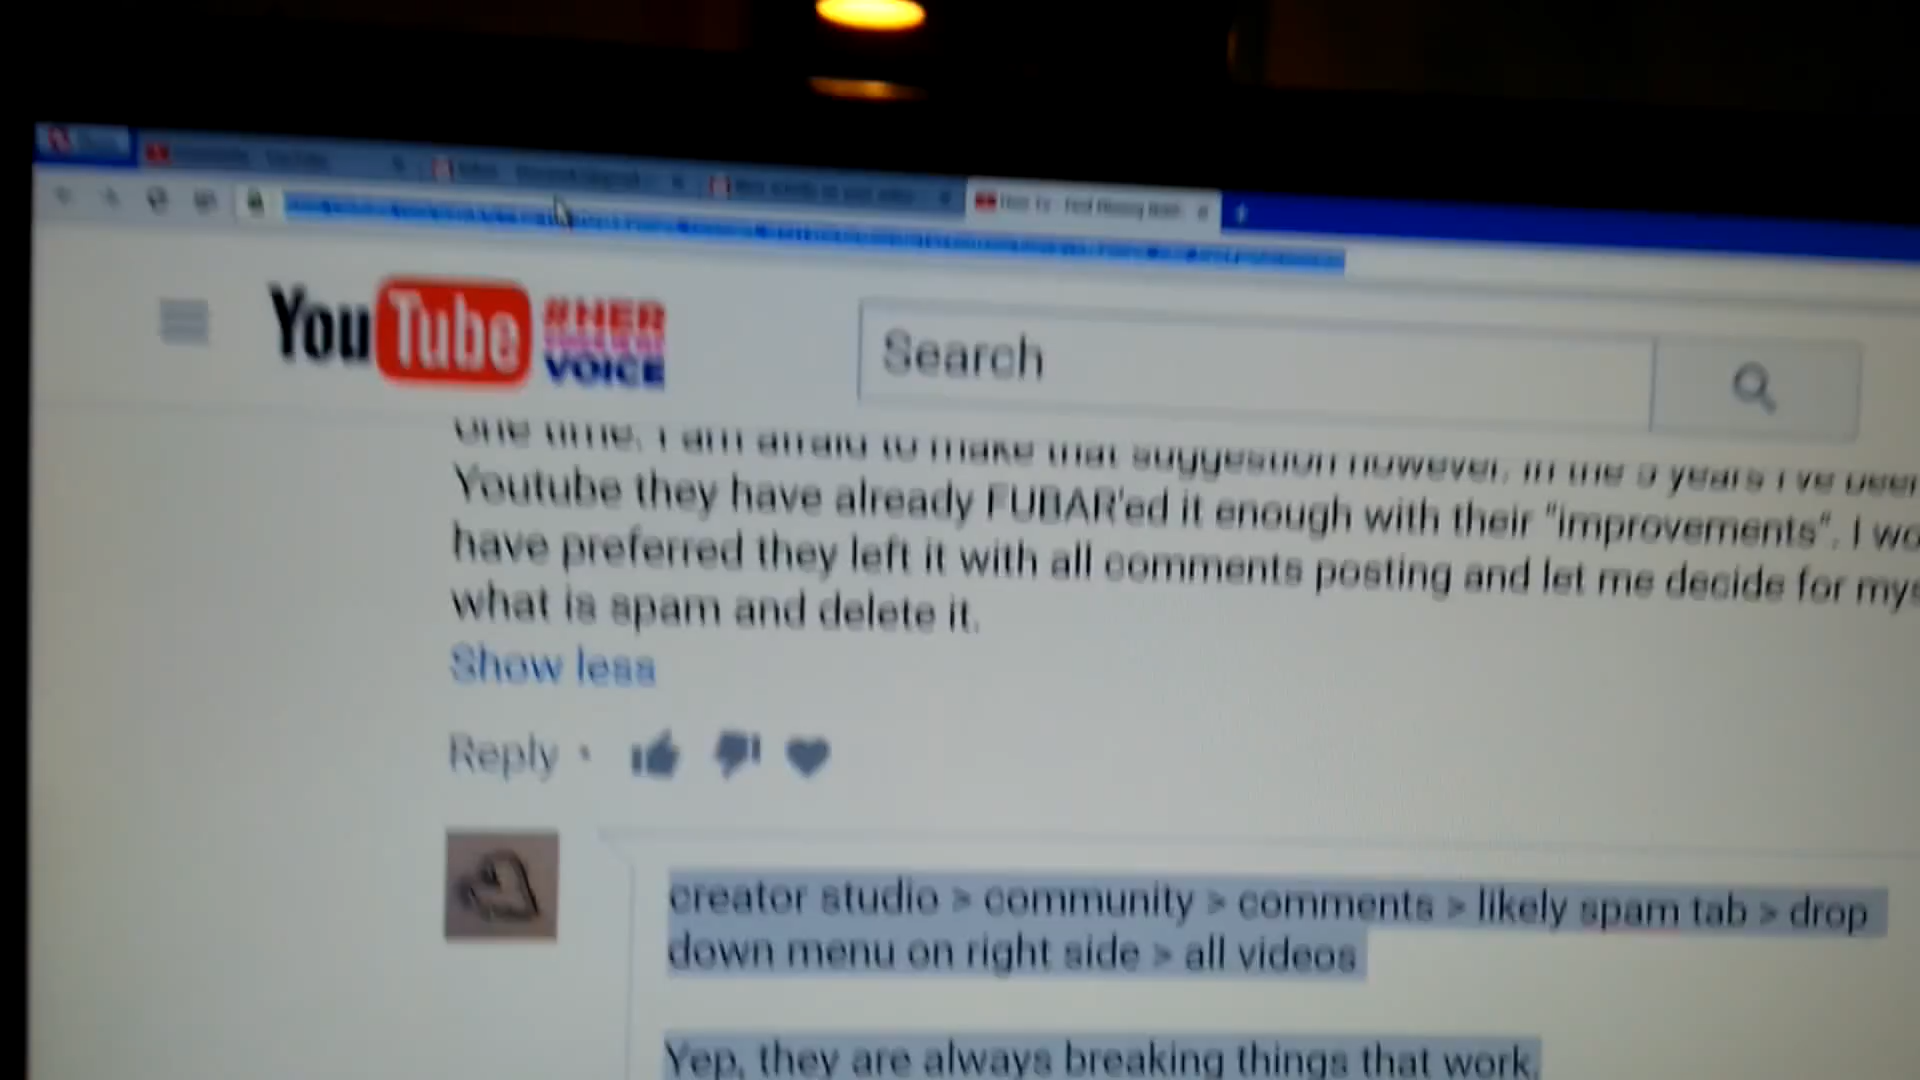 YouTube #HER VOICE
Search
One time. I am afraid to make that suggestion however. In the 9 years I've been
Youtube they have already FUBAR'ed it enough with their "improvements". I wo
have preferred they left it with all comments posting and let me decide for mys
what is spam and delete it.
Show less
Reply •
creator studio > community > comments > likely spam tab > drop
down menu on right side > all videos
Yep, they are always breaking things that work.